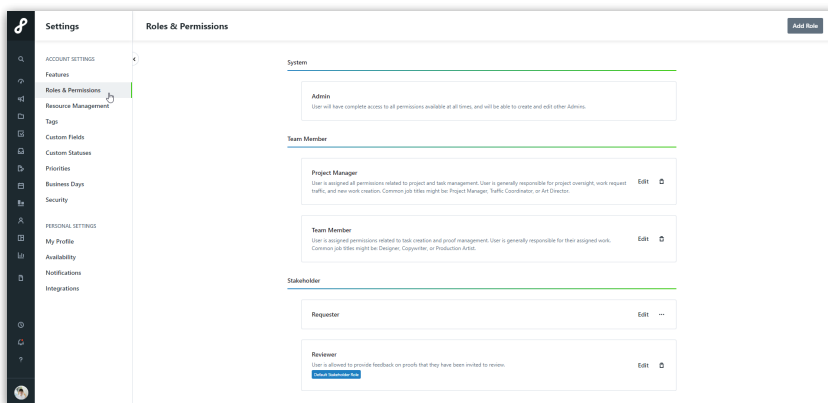 Settings
Roles & Permissions
Add Role
ACCOUNT SETTINGS
Features
Roles & Permissions
Resource Management
Tags
Custom Fields
Custom Statuses
Priorities
Business Days
Security
PERSONAL SETTINGS
My Profile
Availability
Notifications
Integrations
System
Admin
User will have complete access to all permissions available at all times, and will be able to create and edit other Admins.
Team Member
Project Manager
User is assigned all permissions related to project and task management. User is generally responsible for project oversight, work request
traffic, and new work creation. Common job titles might be: Project Manager, Traffic Coordinator, or Art Director.
Edit
Team Member
User is assigned permissions related to task creation and proof management. User is generally responsible for their assigned work.
Common job titles might be: Designer, Copywriter, or Production Artist.
Edit
Stakeholder
Requester
Edit
Reviewer
User is allowed to provide feedback on proofs that they have been invited to review.
Default Stakeholder Role
Edit